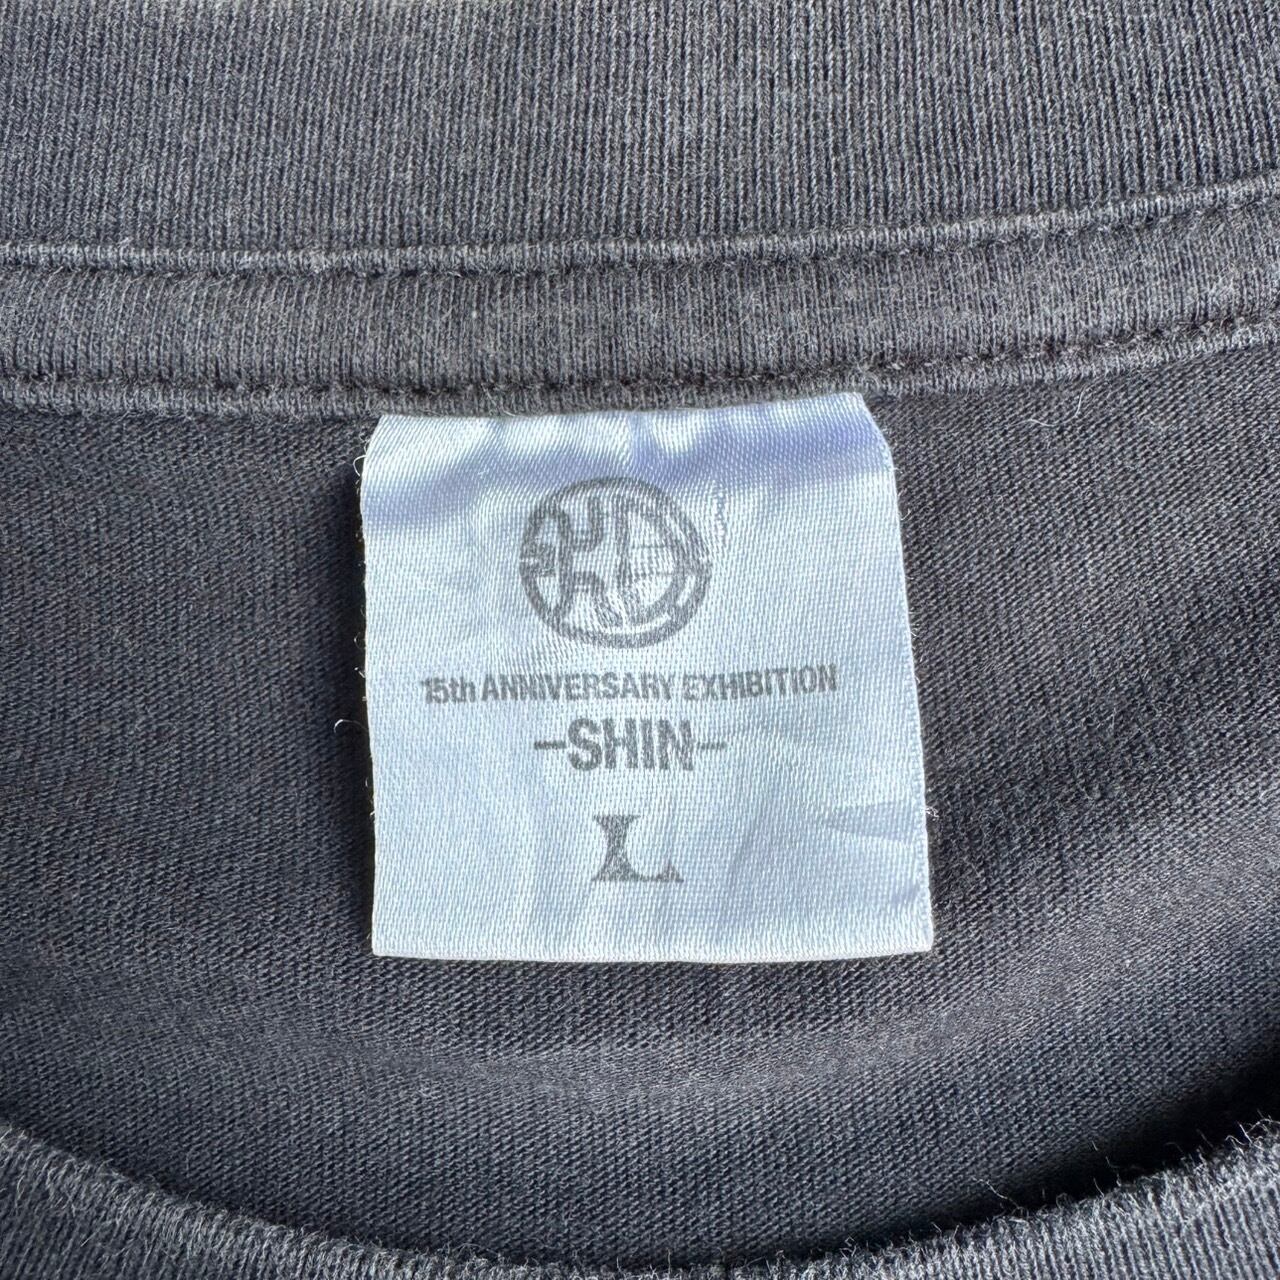 15th ANNIVERSARY EXHIBITION
-SHIN-
L